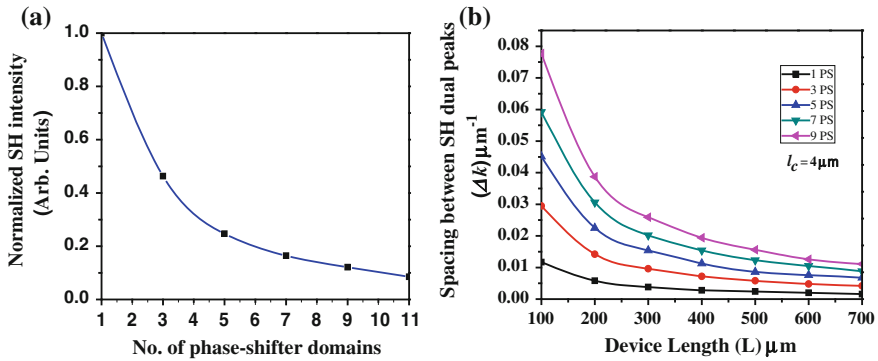 (a)
Normalized SH intensity
(Arb. Units)
1.0
0.8
0.6
0.4
0.2
0.0
1 2 3 4 5 6 7 8 9 10 11
No. of phase-shifter domains
(b)
Spacing between SH dual peaks
(Δk)μm-1
0.08
0.07
0.06
0.05
0.04
0.03
0.02
0.01
0.00
1 PS
3 PS
5 PS
7 PS
9 PS
lc=4μm
100 200 300 400 500 600 700
Device Length (L) μm